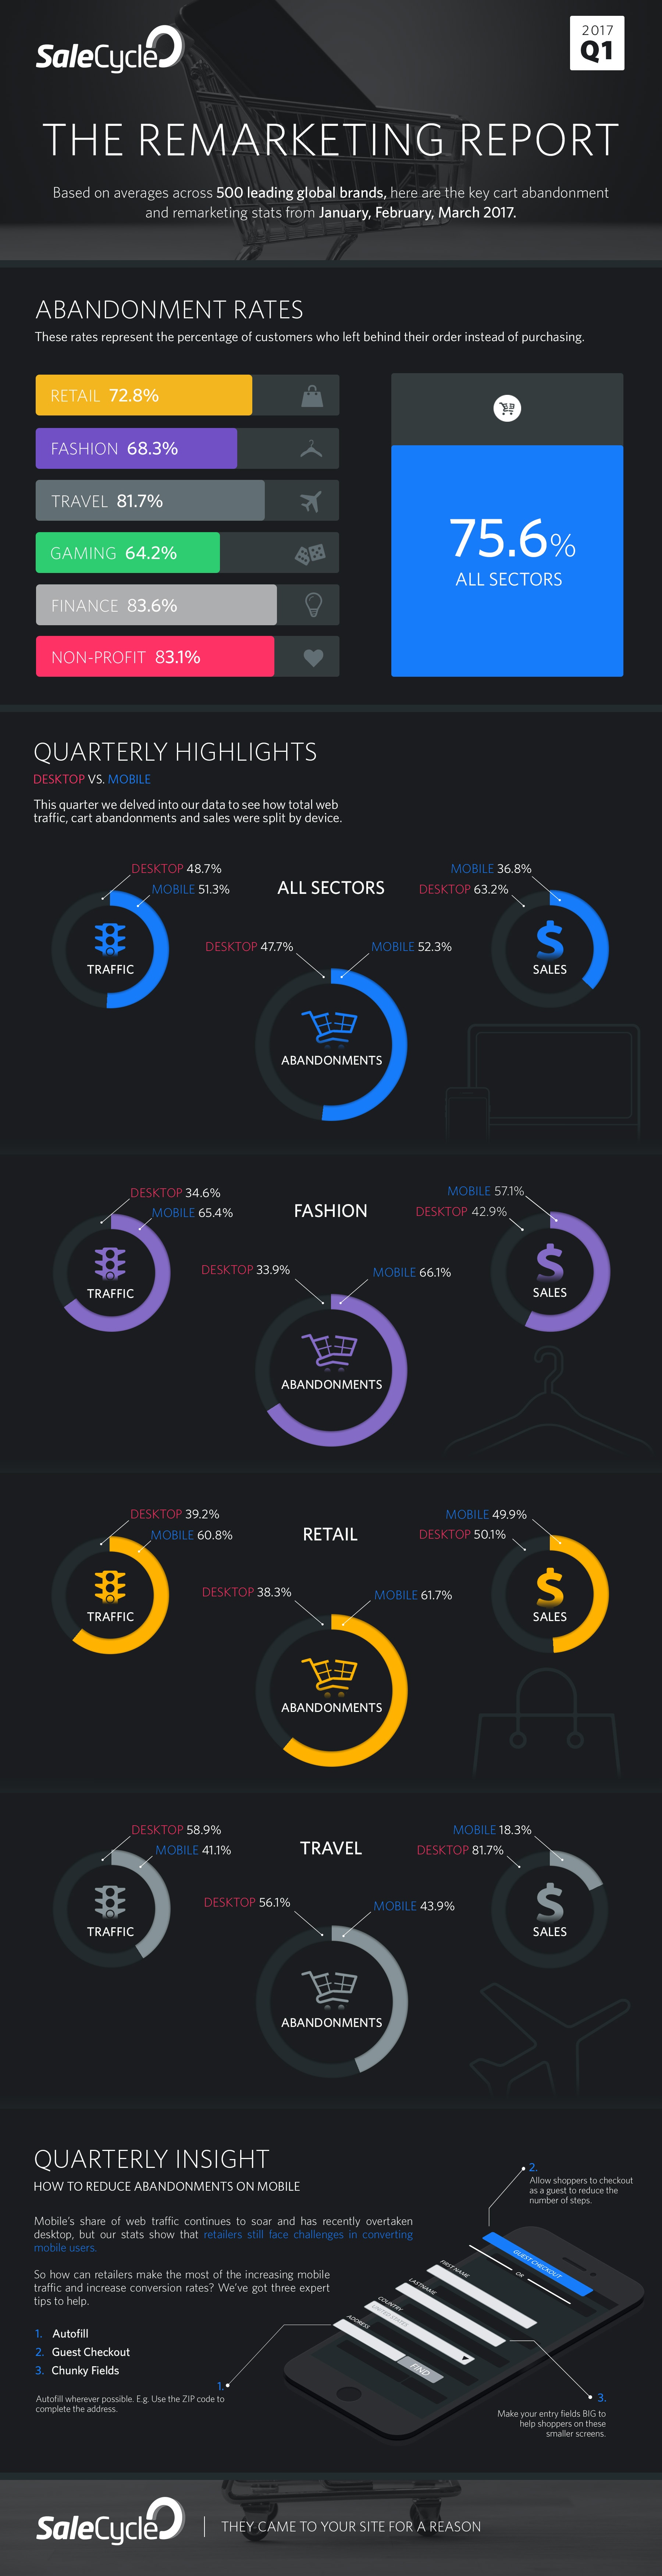 SaleCycle
2017
Q1
THE REMARKETING REPORT
Based on averages across 500 leading global brands, here are the key cart abandonment
and remarketing stats from January, February, March 2017.
ABANDONMENT RATES
These rates represent the percentage of customers who left behind their order instead of purchasing.
RETAIL 72.8%
FASHION 68.3%
TRAVEL 81.7%
GAMING 64.2%
FINANCE 83.6%
NON-PROFIT 83.1%
75.6%
ALL SECTORS
QUARTERLY HIGHLIGHTS
DESKTOP VS. MOBILE
This quarter we delved into our data to see how total web
traffic, cart abandonments and sales were split by device.
ALL SECTORS
DESKTOP 48.7%
MOBILE 51.3%
TRAFFIC
DESKTOP 47.7%
MOBILE 52.3%
ABANDONMENTS
MOBILE 36.8%
DESKTOP 63.2%
SALES
FASHION
DESKTOP 34.6%
MOBILE 65.4%
TRAFFIC
DESKTOP 33.9%
MOBILE 66.1%
ABANDONMENTS
MOBILE 57.1%
DESKTOP 42.9%
SALES
RETAIL
DESKTOP 39.2%
MOBILE 60.8%
TRAFFIC
DESKTOP 38.3%
MOBILE 61.7%
ABANDONMENTS
MOBILE 49.9%
DESKTOP 50.1%
SALES
TRAVEL
DESKTOP 58.9%
MOBILE 41.1%
TRAFFIC
DESKTOP 56.1%
MOBILE 43.9%
ABANDONMENTS
MOBILE 18.3%
DESKTOP 81.7%
SALES
QUARTERLY INSIGHT
HOW TO REDUCE ABANDONMENTS ON MOBILE
Mobile's share of web traffic continues to soar and has recently overtaken
desktop, but our stats show that retailers still face challenges in converting
mobile users.
So how can retailers make the most of the increasing mobile
traffic and increase conversion rates? We've got three expert
tips to help.
1. Autofill
2. Guest Checkout
3. Chunky Fields
1.
Autofill wherever possible. E.g. Use the ZIP code to
complete the address.
2.
Allow shoppers to checkout
as a guest to reduce the
number of steps.
GUEST CHECKOUT
OR
FIRST NAME
LAST NAME
COUNTRY
ADDRESS
FIND
3.
Make your entry fields BIG to
help shoppers on these
smaller screens.
SaleCycle
THEY CAME TO YOUR SITE FOR A REASON